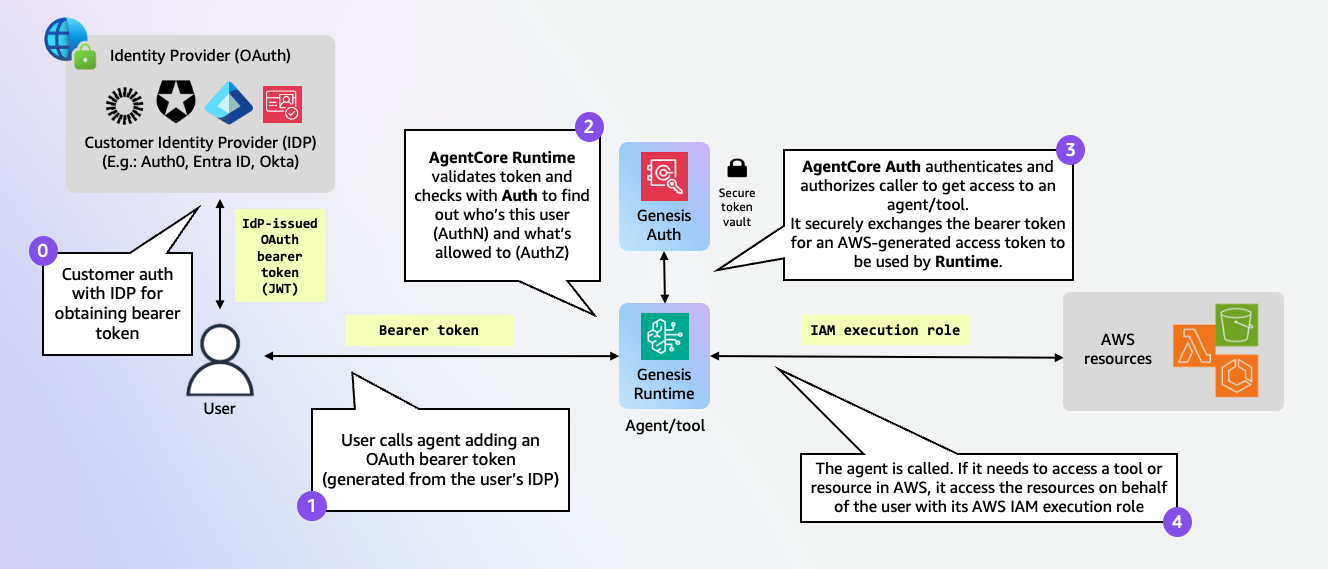 Identity Provider (OAuth)
Customer Identity Provider (IDP)
(E.g.: Auth0, Entra ID, Okta)
0
Customer auth
with IDP for
obtaining bearer
token
IdP-issued
OAuth
bearer
token
(JWT)
User
Bearer token
1
User calls agent adding an
OAuth bearer token
(generated from the user's IDP)
2
AgentCore Runtime
validates token and
checks with Auth to find
out who's this user
(AuthN) and what's
allowed to (AuthZ)
Genesis
Auth
Secure
token
vault
3
AgentCore Auth authenticates and
authorizes caller to get access to an
agent/tool.
It securely exchanges the bearer token
for an AWS-generated access token to
be used by Runtime.
Genesis
Runtime
Agent/tool
IAM execution role
AWS
resources
The agent is called. If it needs to access a tool or
resource in AWS, it access the resources on behalf
of the user with its AWS IAM execution role
4